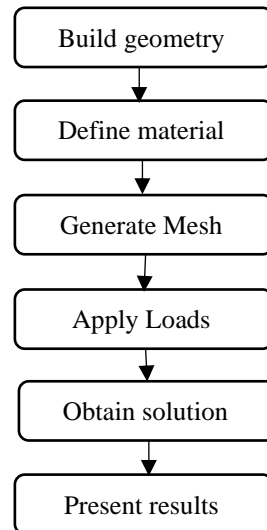 Build geometry
Define material
Generate Mesh
Apply Loads
Obtain solution
Present results